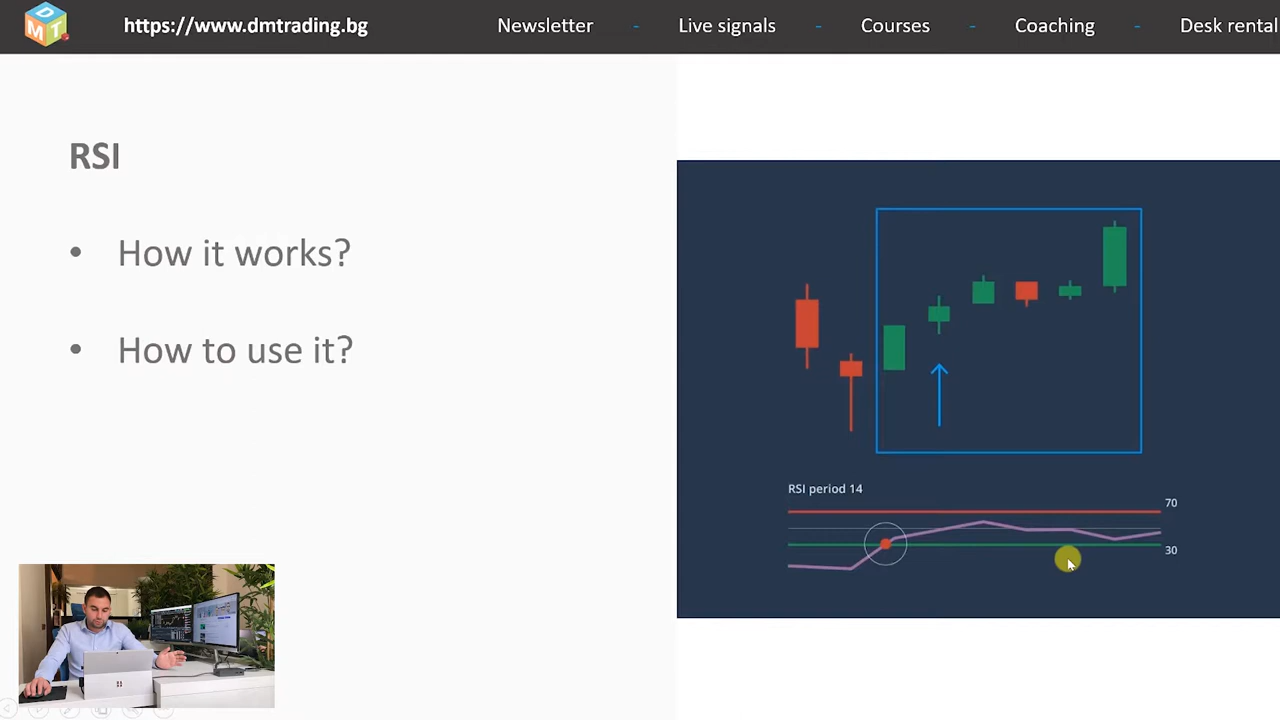 DMT
https://www.dmtrading.bg
Newsletter - Live signals - Courses - Coaching - Desk rental
RSI
• How it works?
• How to use it?
RSI period 14
70
30